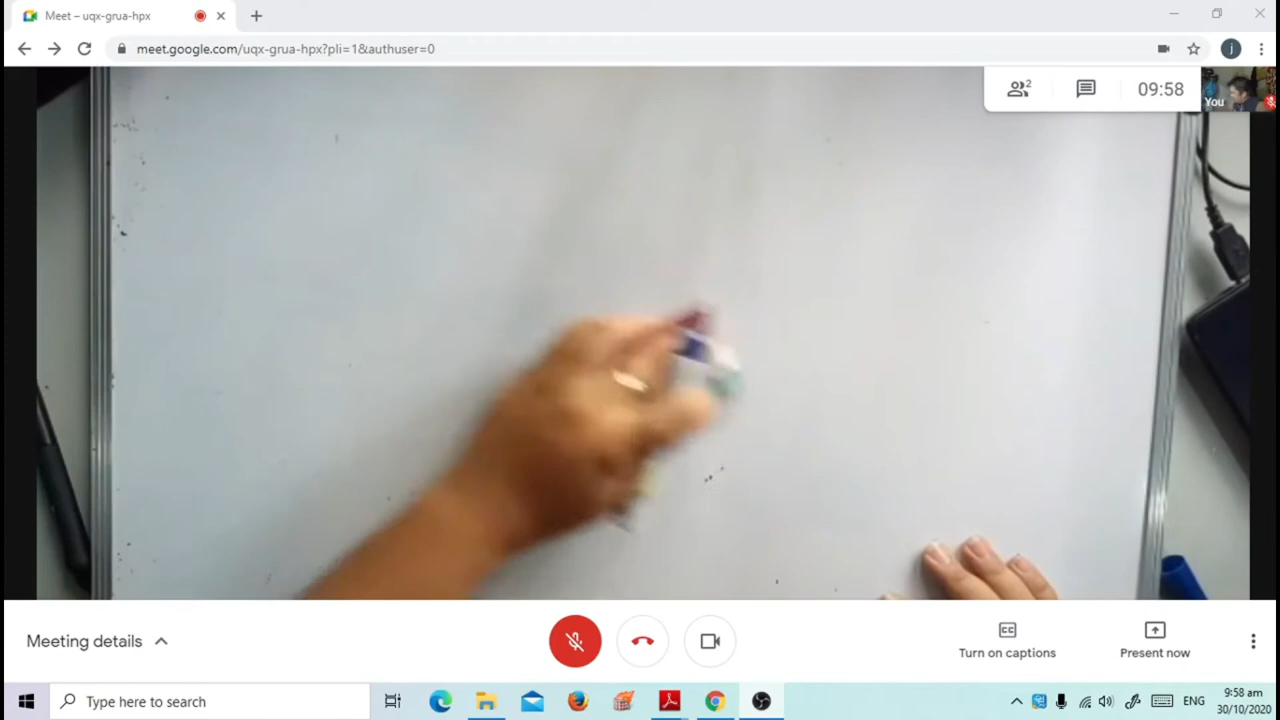 Meet – uqx-grua-hpx
meet.google.com/uqx-grua-hpx?pli=1&authuser=0
j
2
09:58
You
Meeting details
CC
Turn on captions
Present now
Type here to search
ENG
9:58 am
30/10/2020